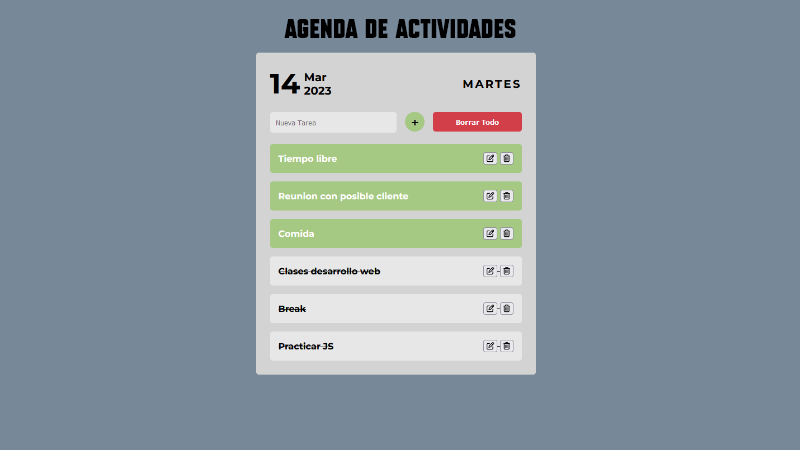 AGENDA DE ACTIVIDADES
14
Mar
2023
MARTES
Nueva Tarea
+
Borrar Todo
Tiempo libre
Reunion con posible cliente
Comida
Clases desarrollo web
Break
Practicar JS